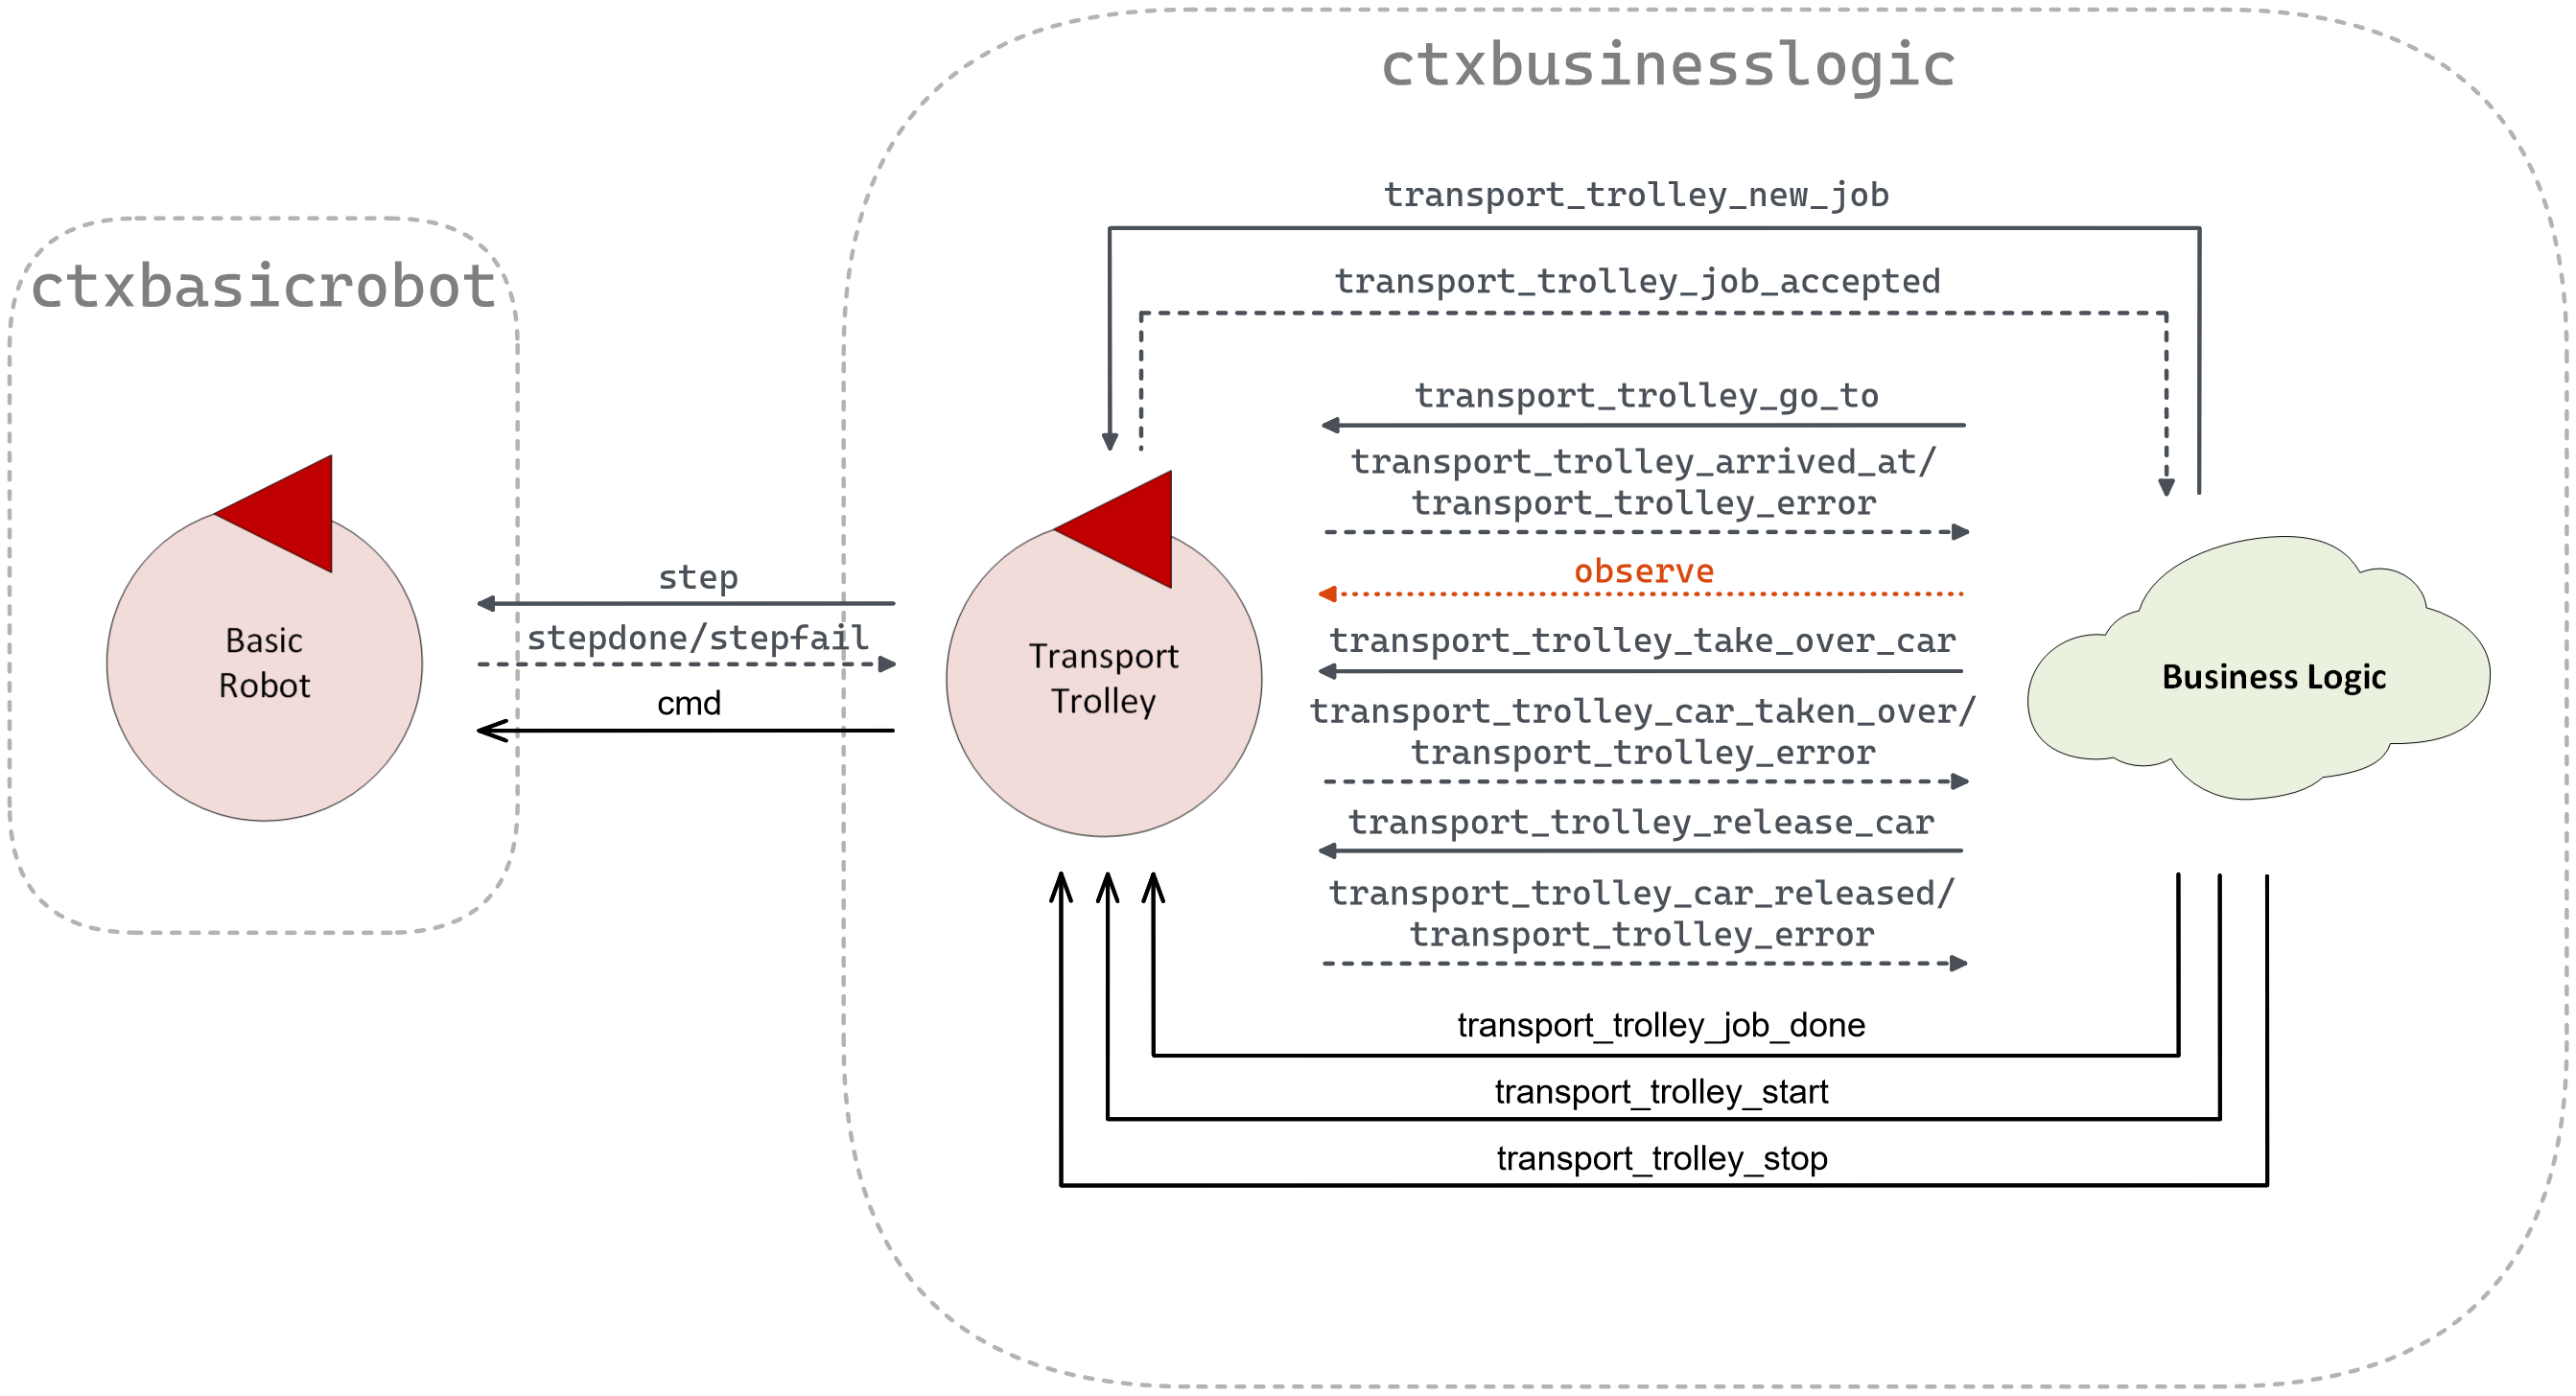 ctxbusinesslogic
transport_trolley_new_job
ctxbasicrobot
transport_trolley_job_accepted
transport_trolley_go_to
transport_trolley_arrived_at/
transport_trolley_error
observe
step
stepdone/stepfail
cmd
Basic
Robot
Transport
Trolley
transport_trolley_take_over_car
Business Logic
transport_trolley_car_taken_over/
transport_trolley_error
transport_trolley_release_car
transport_trolley_car_released/
transport_trolley_error
transport_trolley_job_done
transport_trolley_start
transport_trolley_stop